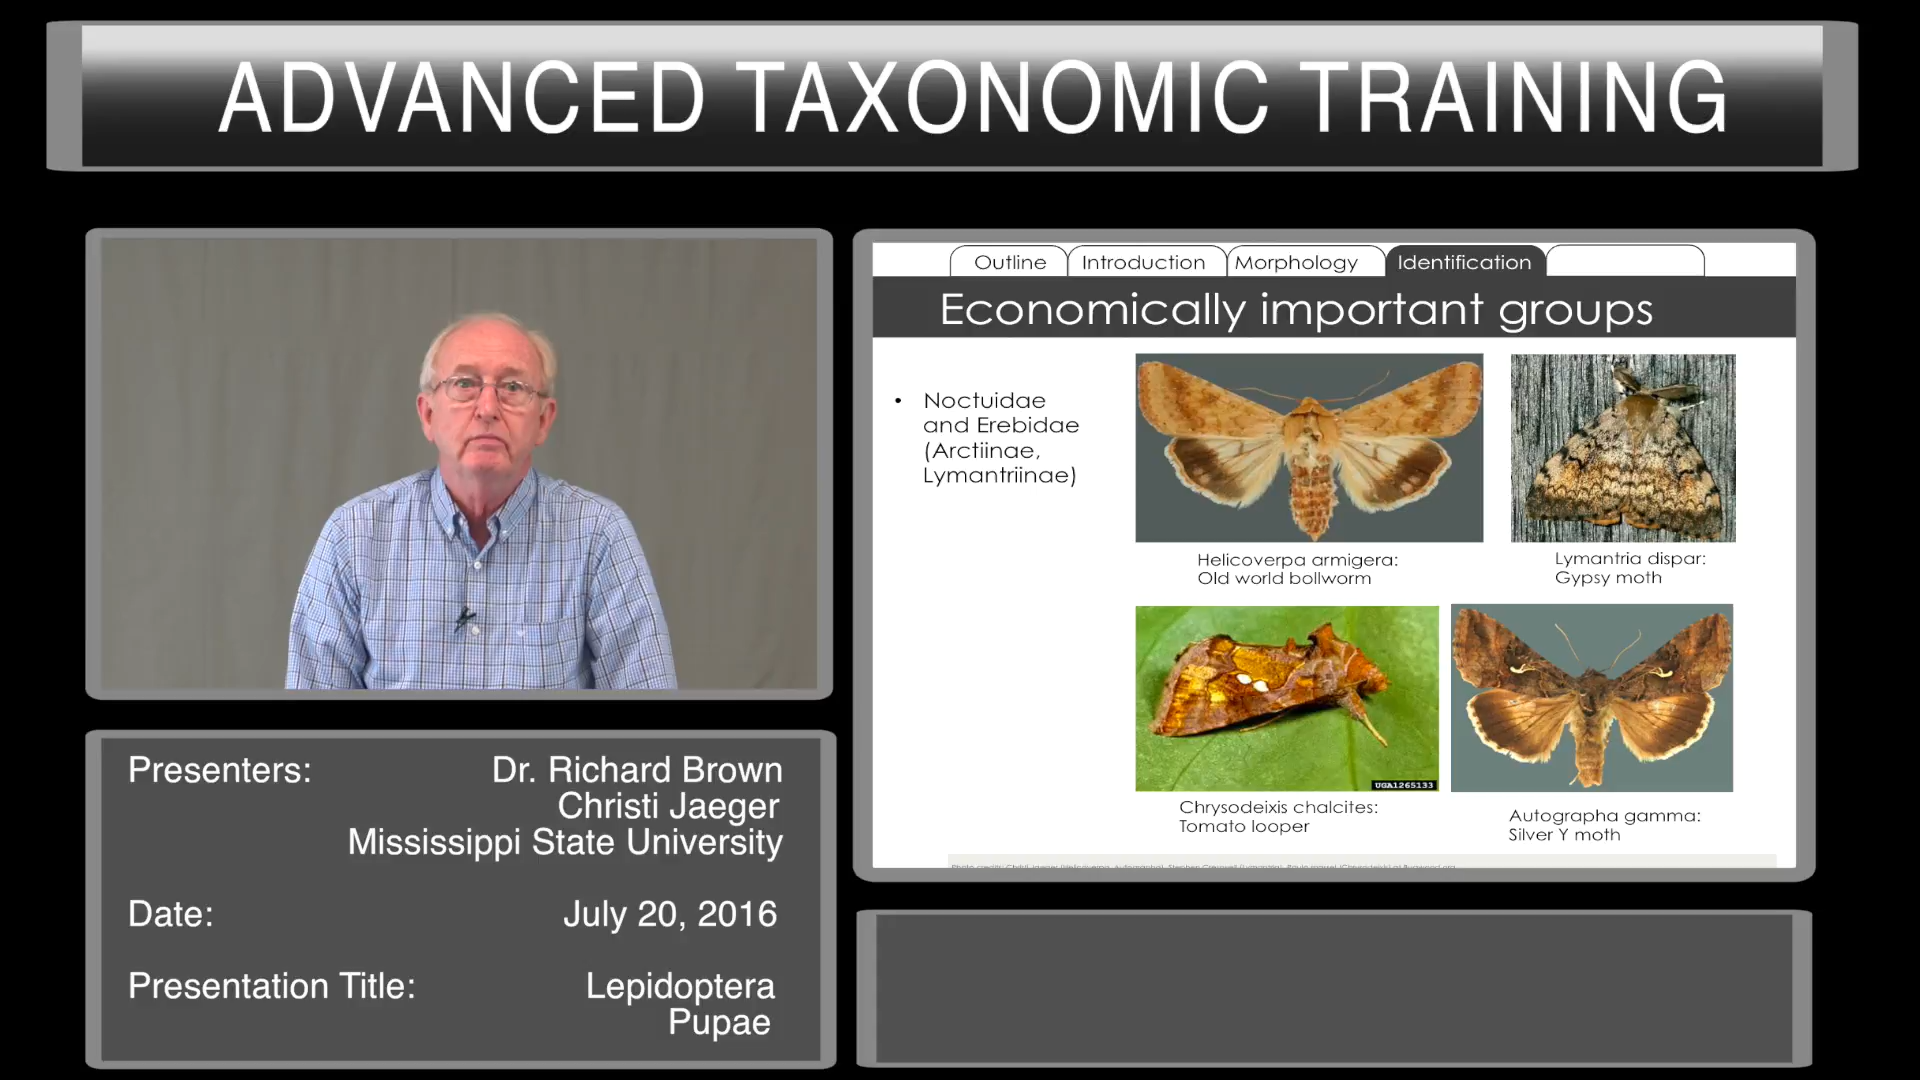 ADVANCED TAXONOMIC TRAINING
Outline
Introduction
Morphology
Identification
Economically important groups
• Noctuidae
and Erebidae
(Arctiinae,
Lymantriinae)
Helicoverpa armigera:
Old world bollworm
Lymantria dispar:
Gypsy moth
UGA1265133
Chrysodeixis chalcites:
Tomato looper
Autographa gamma:
Silver Y moth
Presenters: Dr. Richard Brown
Christi Jaeger
Mississippi State University
Date: July 20, 2016
Presentation Title: Lepidoptera
Pupae